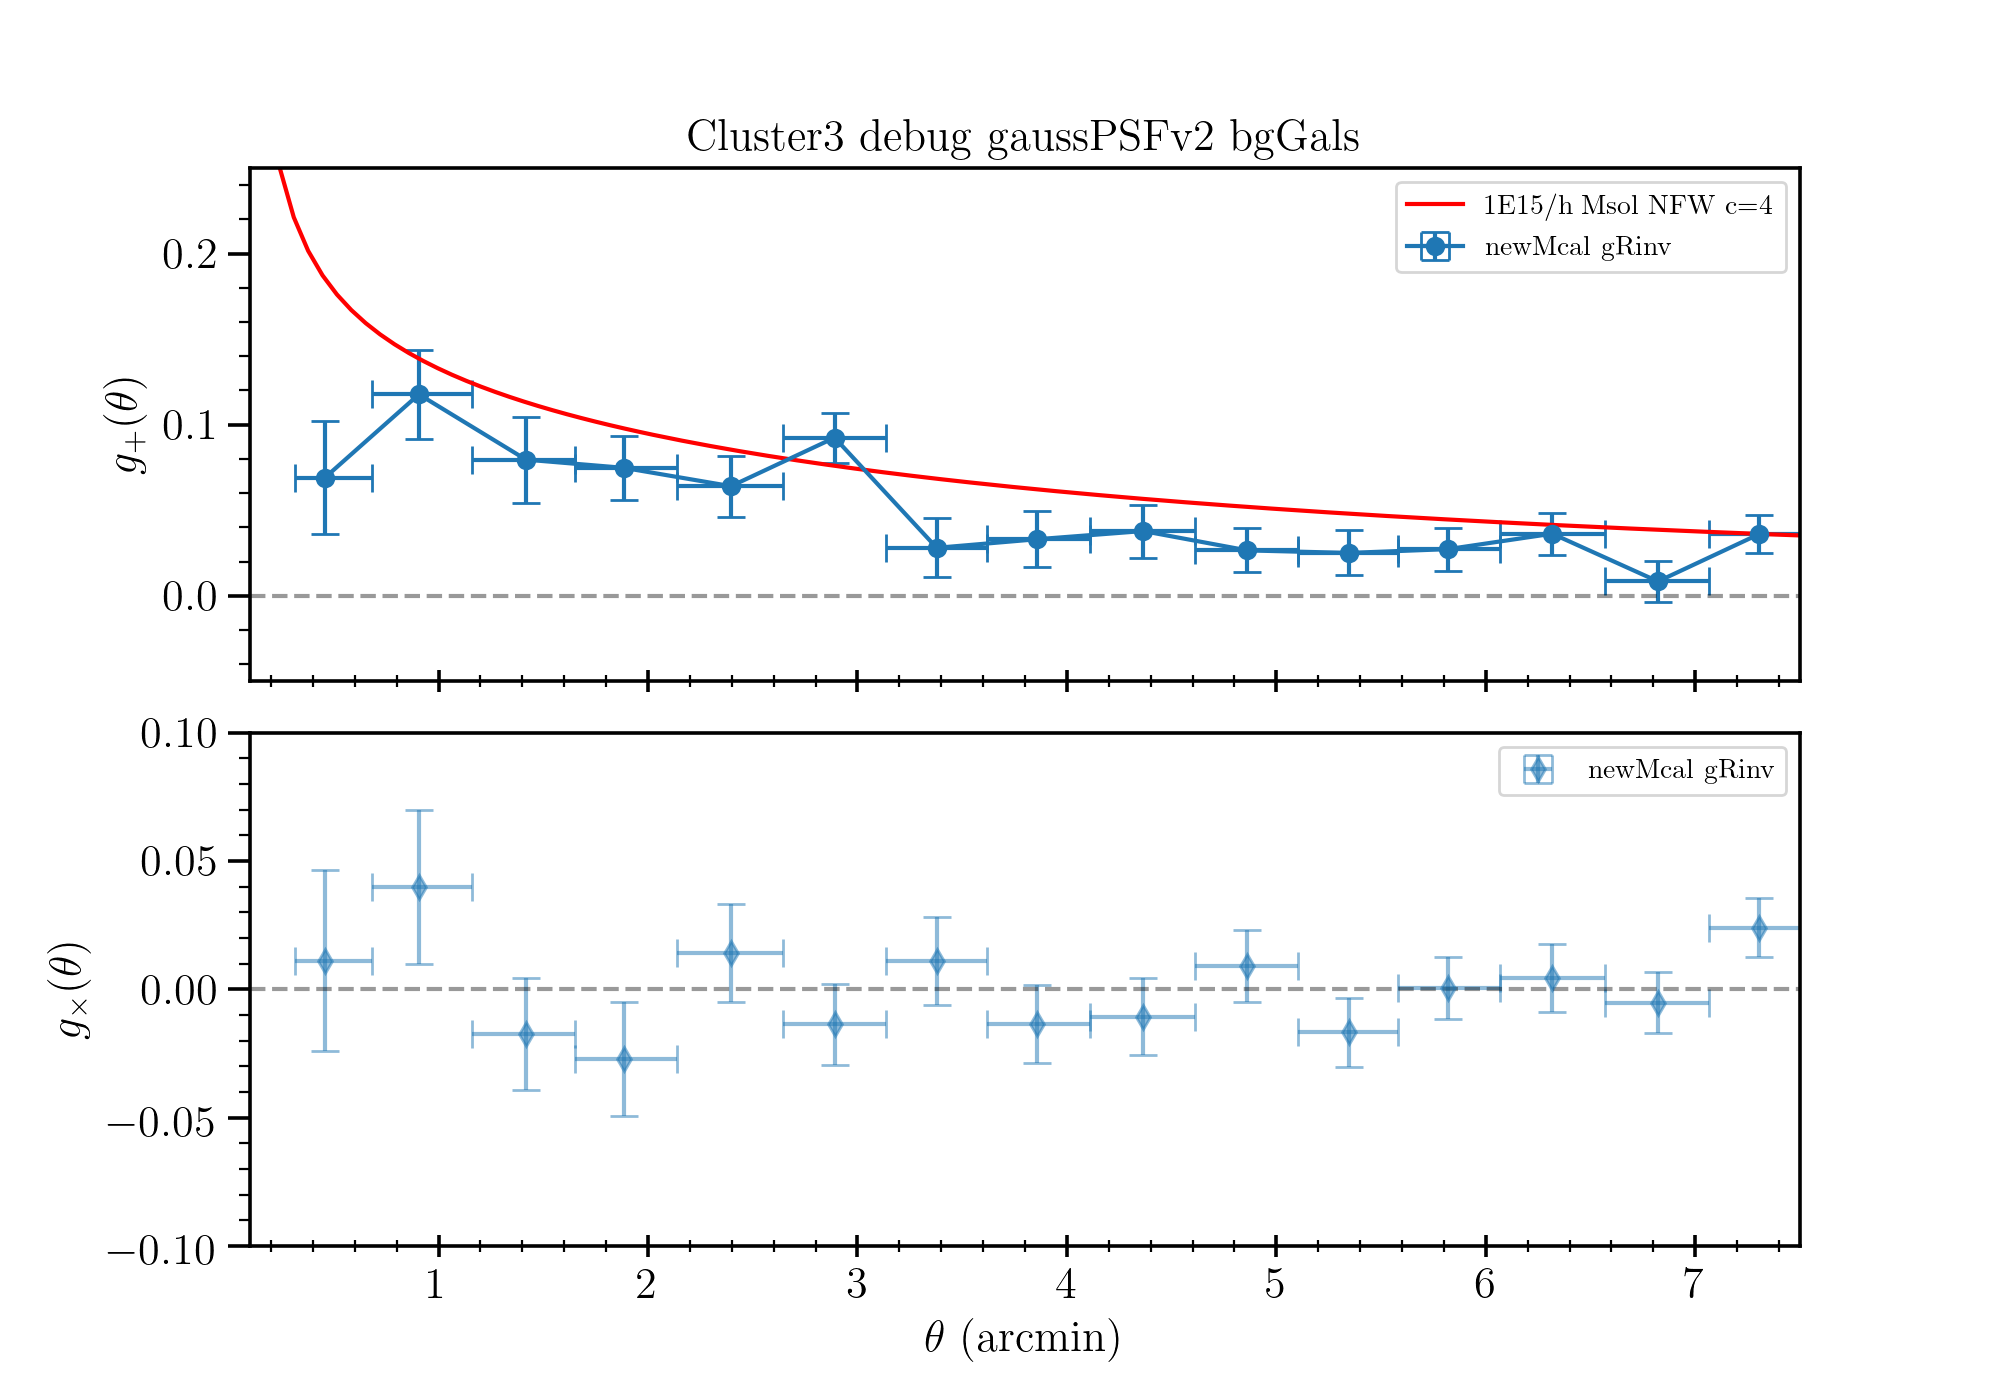 Cluster3 debug gaussPSFv2 bgGals
1E15/h Msol NFW c=4
newMcal gRinv
g₊(θ)
0.2
0.1
0.0
newMcal gRinv
g×(θ)
0.10
0.05
0.00
−0.05
−0.10
1 2 3 4 5 6 7
θ (arcmin)